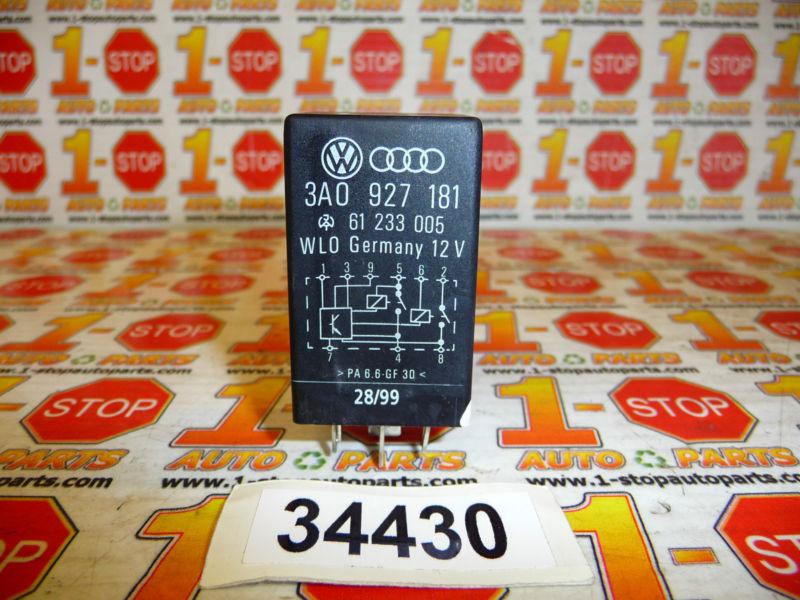 3A0 927 181
61 233 005
WL0 Germany 12 V
1 3 9 5 6 2
7 4 8
> PA 6.6-GF 30 <
28/99
34430
1-STOP
AUTO PARTS
www.1-stopautoparts.com